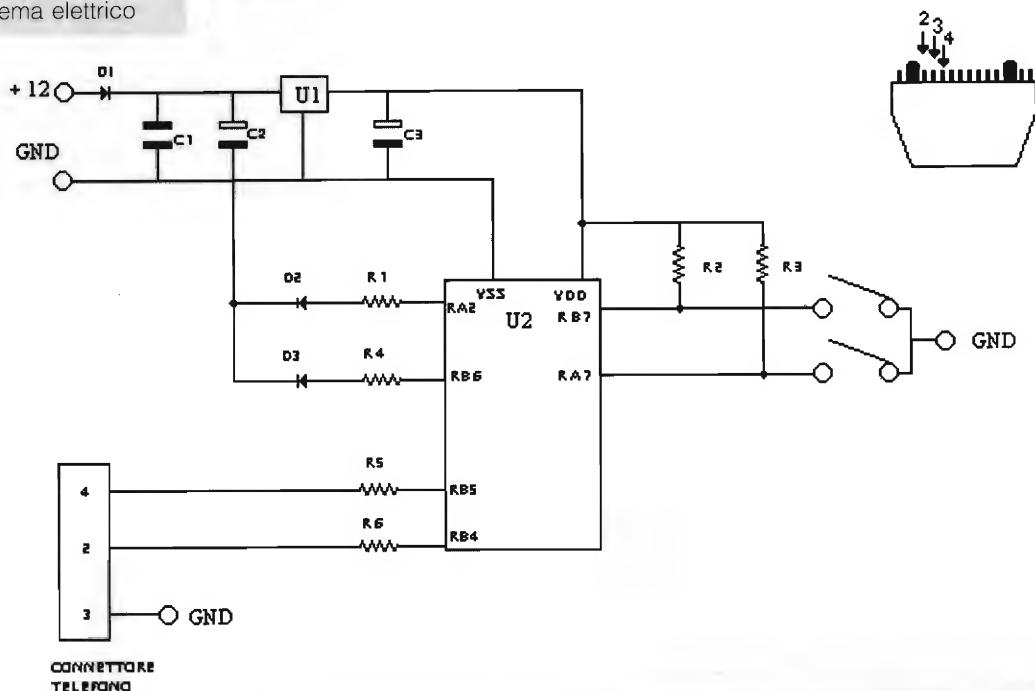 ema elettrico
2
3
4
D1
+ 12
U1
C1
C2
C3
GND
D2
R1
VSS
VDD
R2
R3
RA2
U2
RB7
GND
D3
R4
RB6
RA7
R5
4
RB5
R6
2
RB4
3
GND
CONNETTORE
TELEFONO